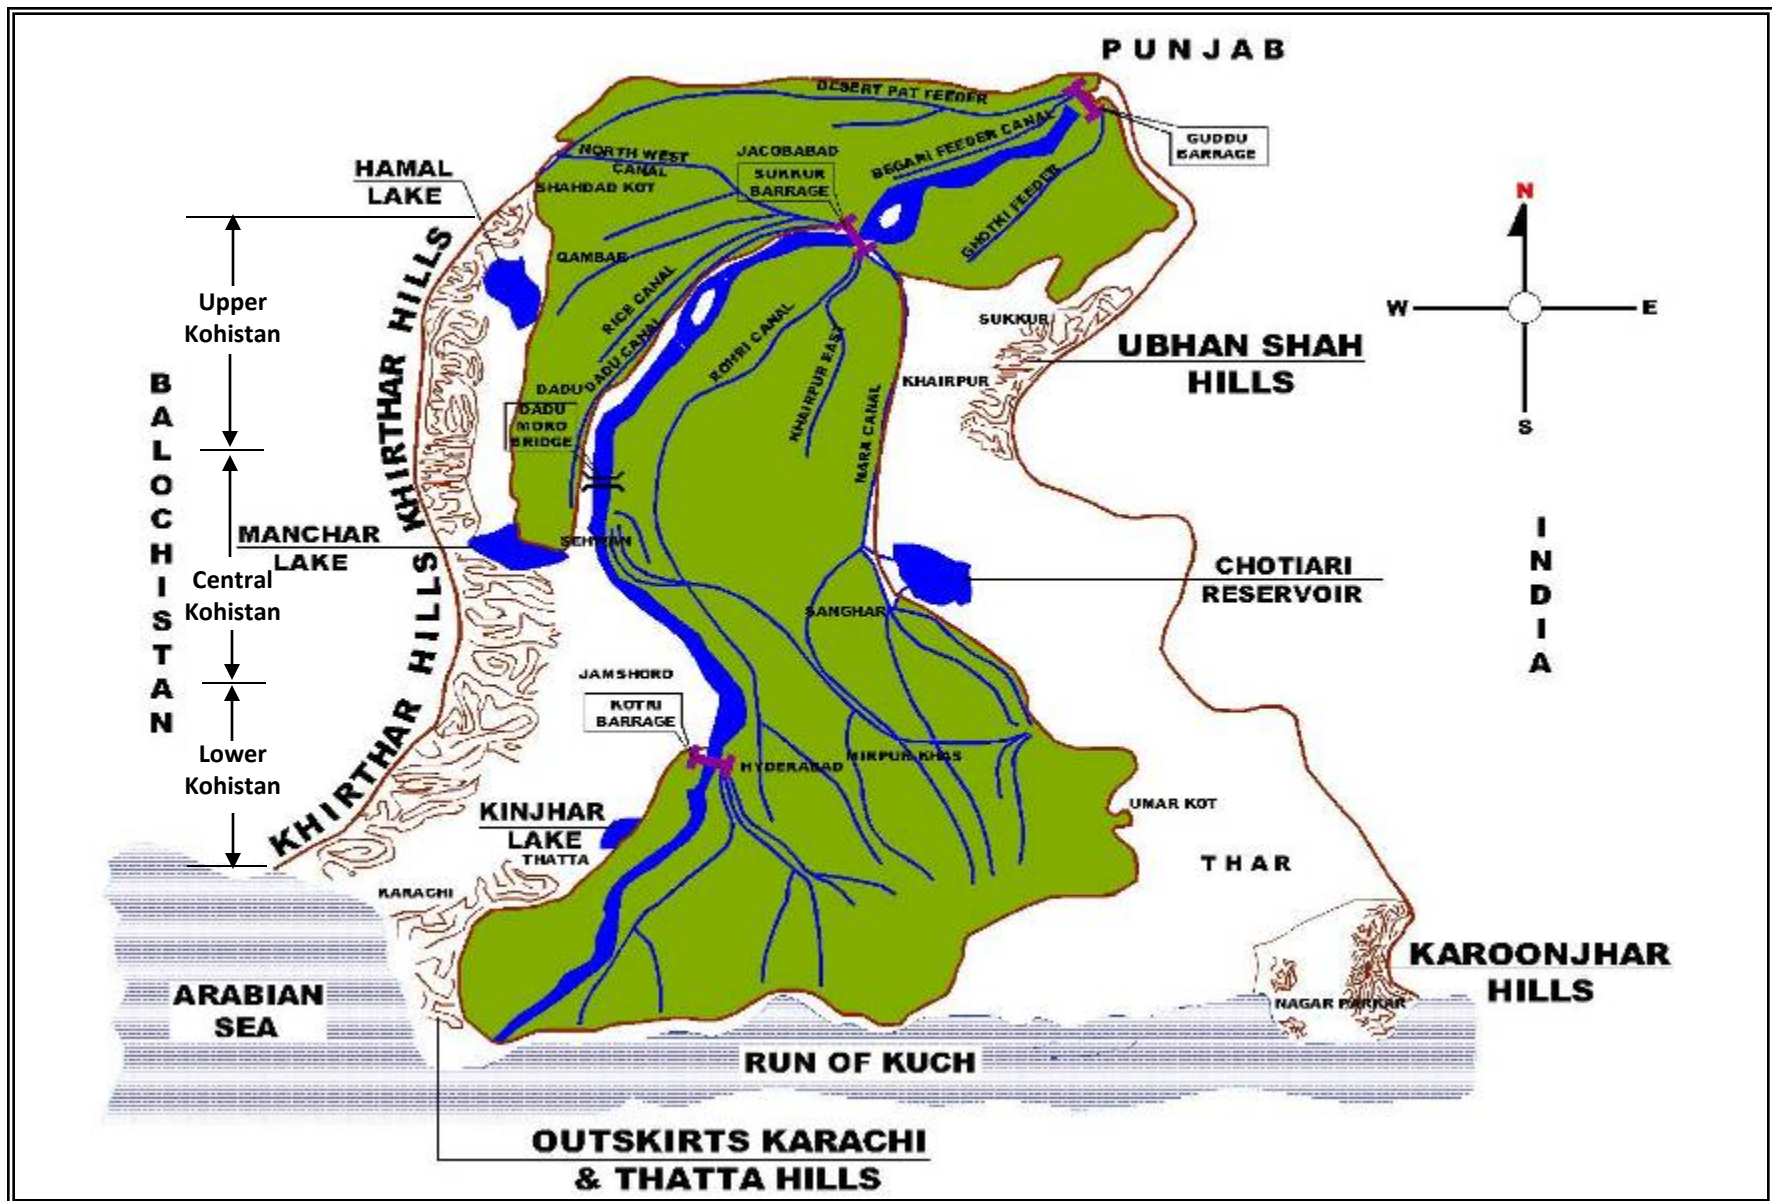 PUNJAB
DESERT PAT FEEDER
GUDDU
BARRAGE
BEGARI FEEDER CANAL
GHOTKI FEEDER
JACOBABAD
SUKKUR
BARRAGE
NORTH WEST
CANAL
SHAHDAD KOT
HAMAL
LAKE
N
W
E
S
QAMBAR
RICE CANAL
DADU CANAL
ROHRI CANAL
KHAIRPUR EAST
NARA CANAL
Upper
Kohistan
KHIRTHAR HILLS
SUKKUR
UBHAN SHAH
HILLS
KHAIRPUR
DADU
DADU
MORO
BRIDGE
BALOCHISTAN
KHIRTHAR HILLS
MANCHAR
LAKE
SEHWAN
Central
Kohistan
CHOTIARI
RESERVOIR
INDIA
SANGHAR
JAMSHORO
KOTRI
BARRAGE
Lower
Kohistan
HYDERABAD
MIRPUR KHAS
KINJHAR
LAKE
THATTA
UMAR KOT
THAR
KARACHI
KAROONJHAR
HILLS
NAGAR PARKAR
ARABIAN
SEA
RUN OF KUCH
OUTSKIRTS KARACHI
& THATTA HILLS